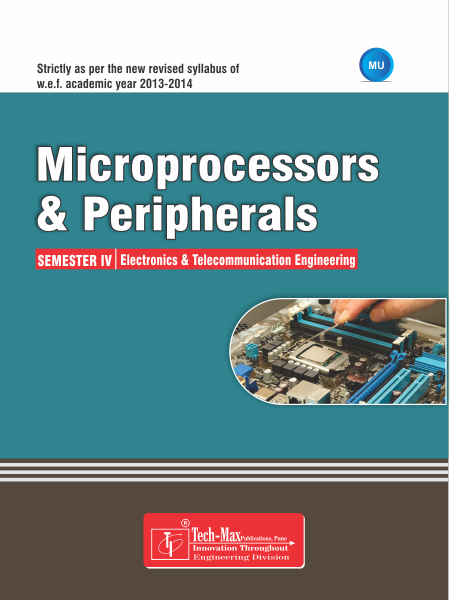 Strictly as per the new revised syllabus of
w.e.f. academic year 2013-2014
MU
Microprocessors
& Peripherals
SEMESTER IV | Electronics & Telecommunication Engineering
®
Tech-Max Publications, Pune
Innovation Throughout
Engineering Division